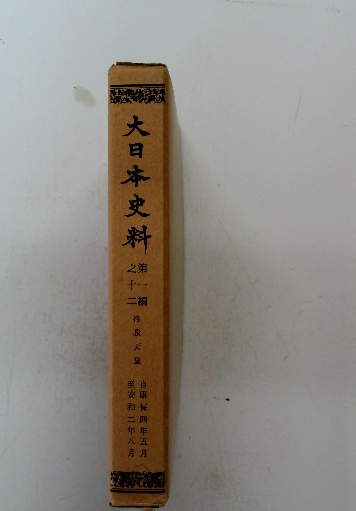 大日本史料
第一編
之十二
冷泉天皇
自康保四年五月
至安和二年八月